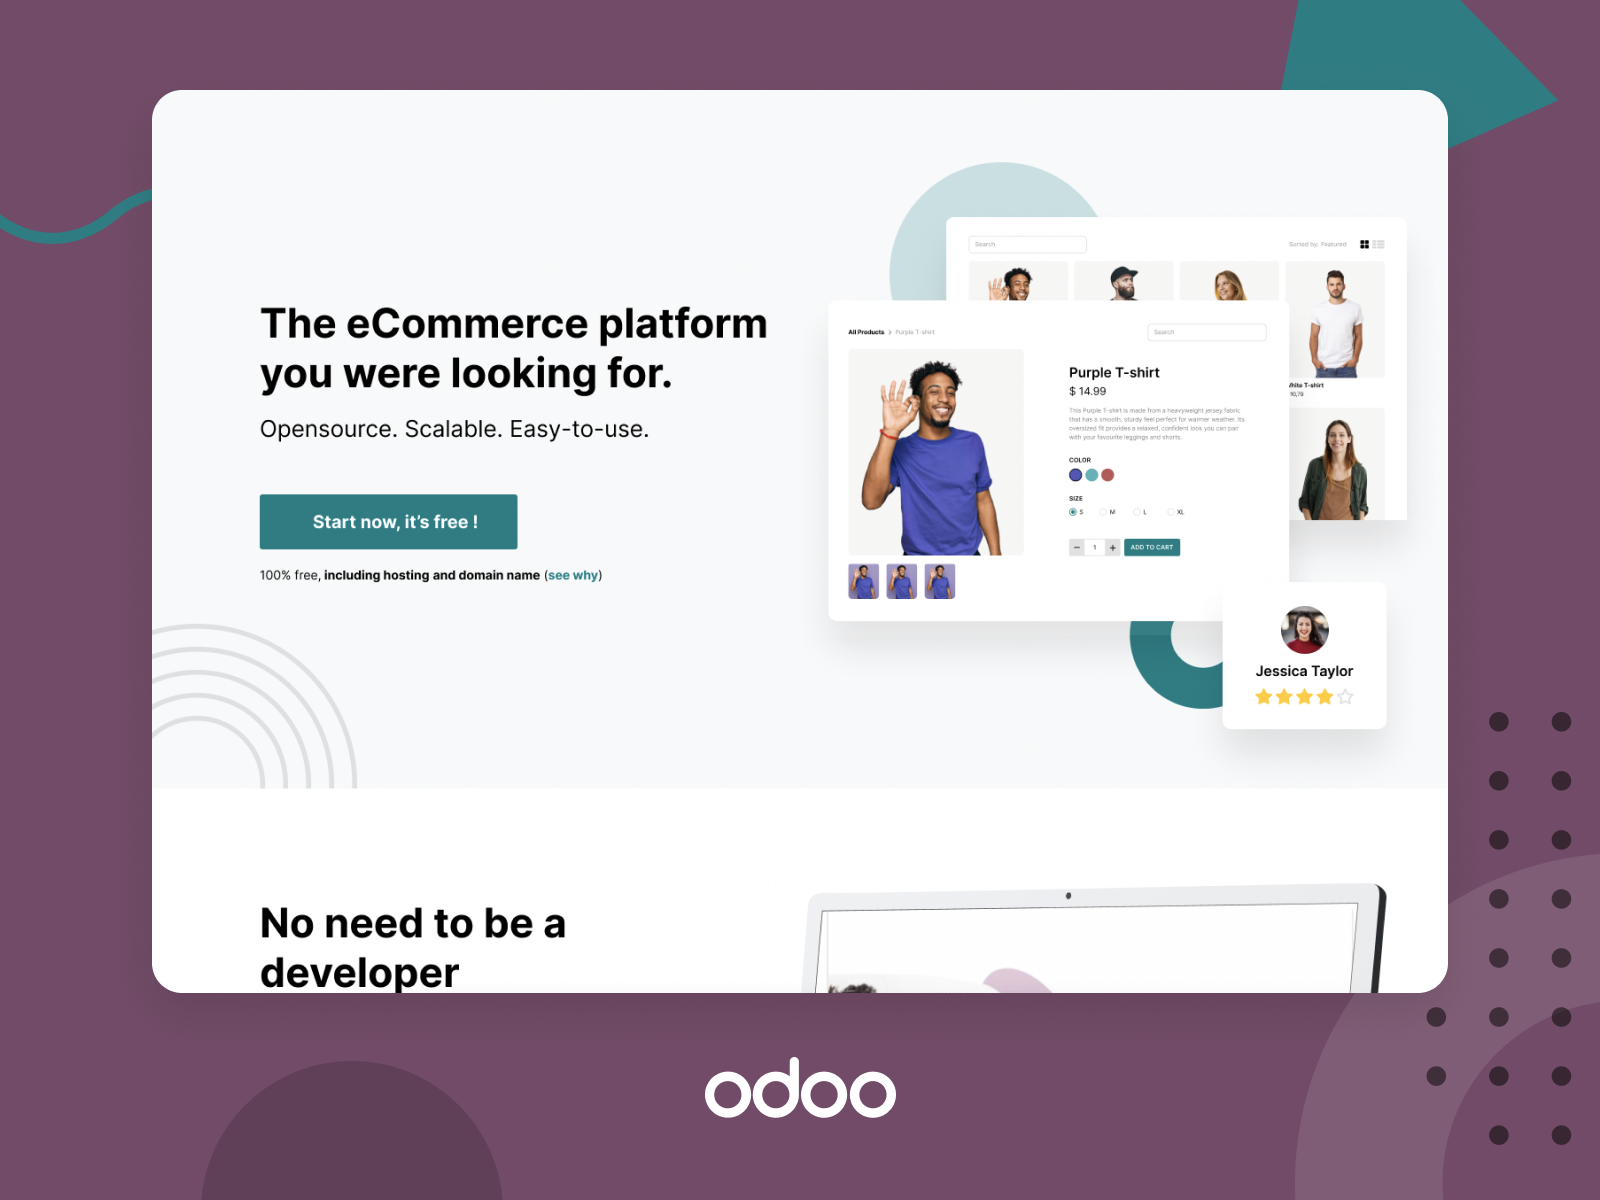 The eCommerce platform
you were looking for.
Opensource. Scalable. Easy-to-use.
Start now, it's free !
100% free, including hosting and domain name (see why)
Search
Sorted by: Featured
All Products > Purple T-shirt
Search
Purple T-shirt
$ 14.99
This Purple T-shirt is made from a heavyweight jersey fabric
that has a smooth, sturdy feel perfect for warmer weather. Its
oversized fit provides a relaxed, confident look you can pair
with your favourite leggings and shorts.
COLOR
SIZE
S M L XL
− 1 + ADD TO CART
White T-shirt
10,79
Jessica Taylor
No need to be a
developer
odoo